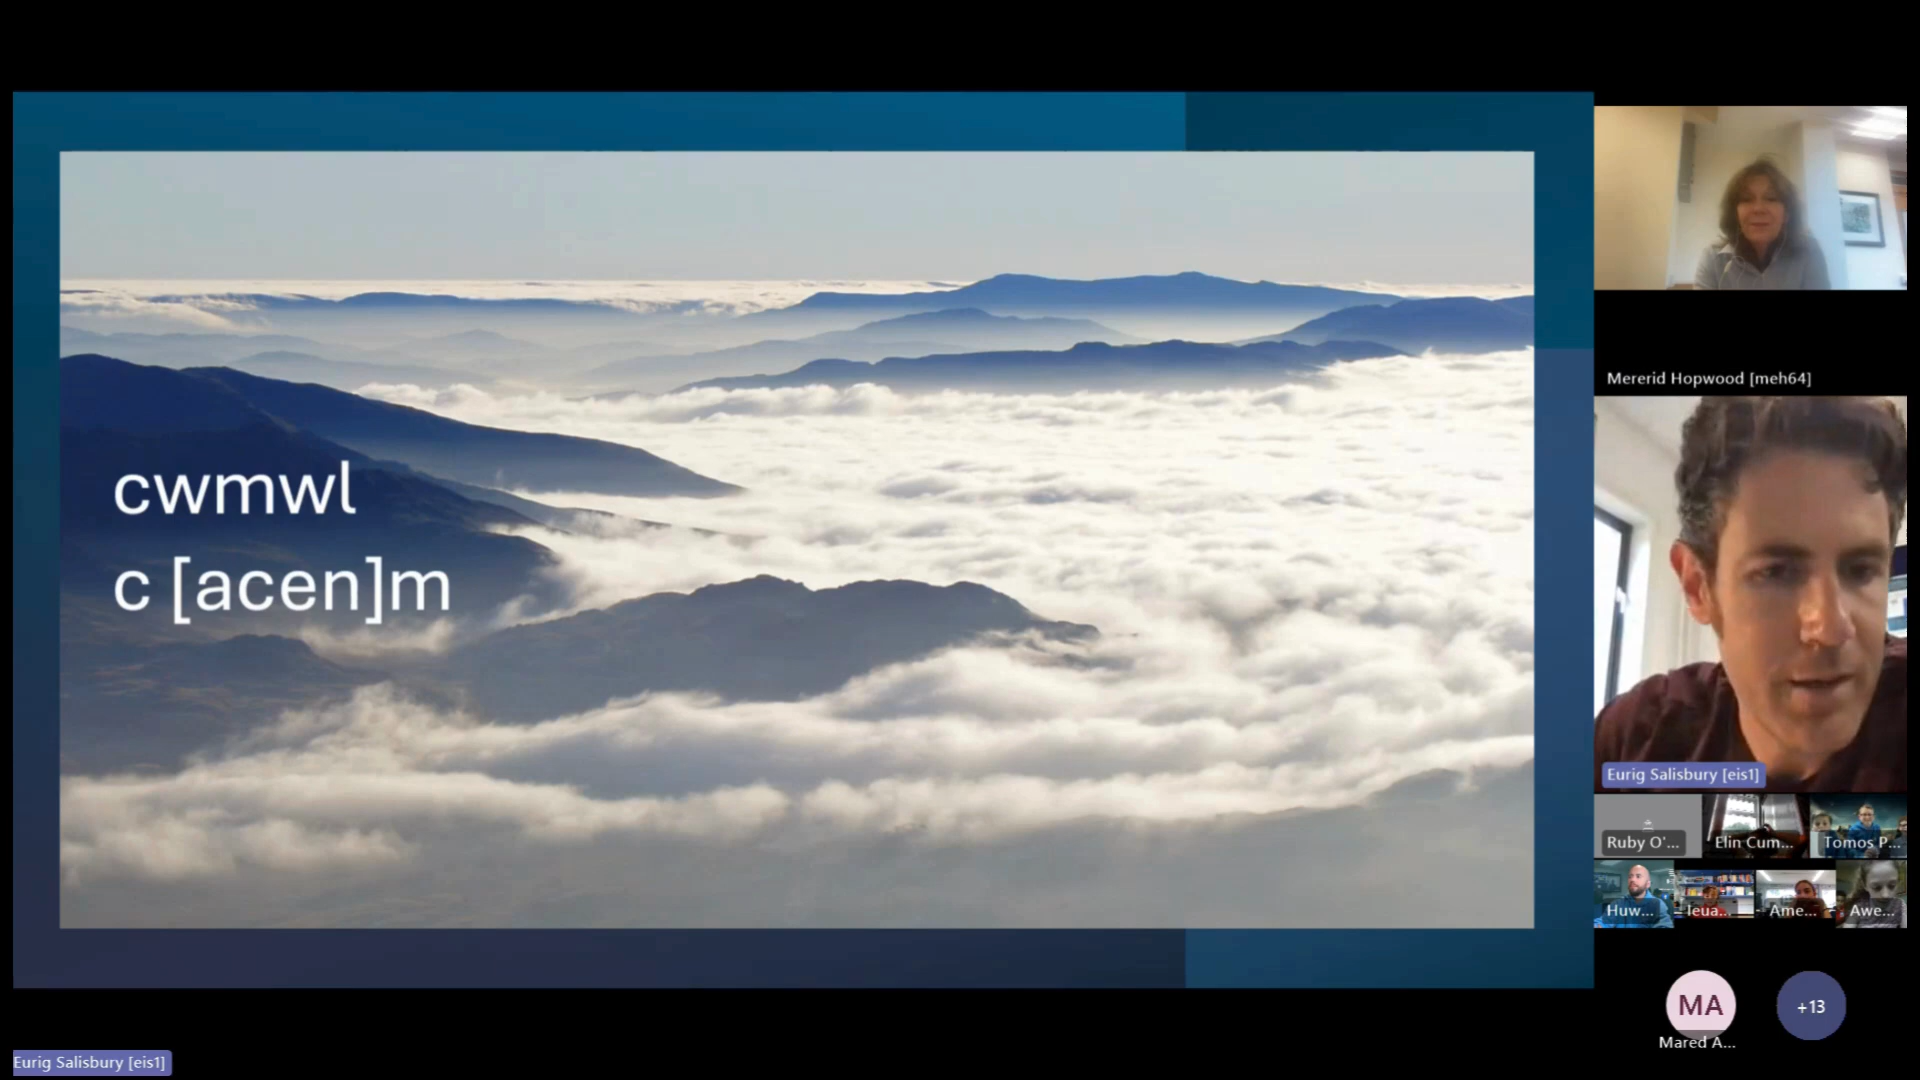 cwmwl
c [acen]m
Mererid Hopwood [meh64]
Eurig Salisbury [eis1]
Ruby O'...
Elin Cum...
Tomos P...
Huw...
Ieua...
Ame...
Awe...
MA
+13
Mared A...
Eurig Salisbury [eis1]